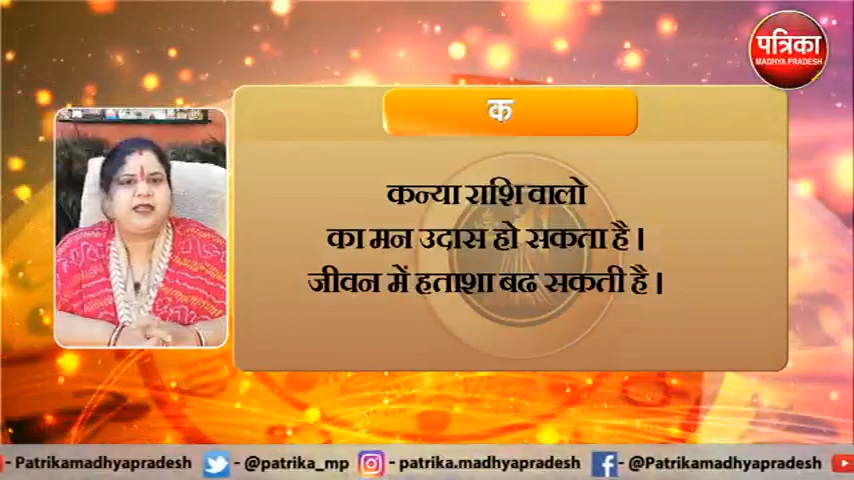 पत्रिका
MADHYA PRADESH
क
कन्या राशि वालो
का मन उदास हो सकता है।
जीवन में हताशा बढ सकती है।
- Patrikamadhyapradesh - @patrika_mp - patrika.madhyapradesh - @Patrikamadhyapradesh